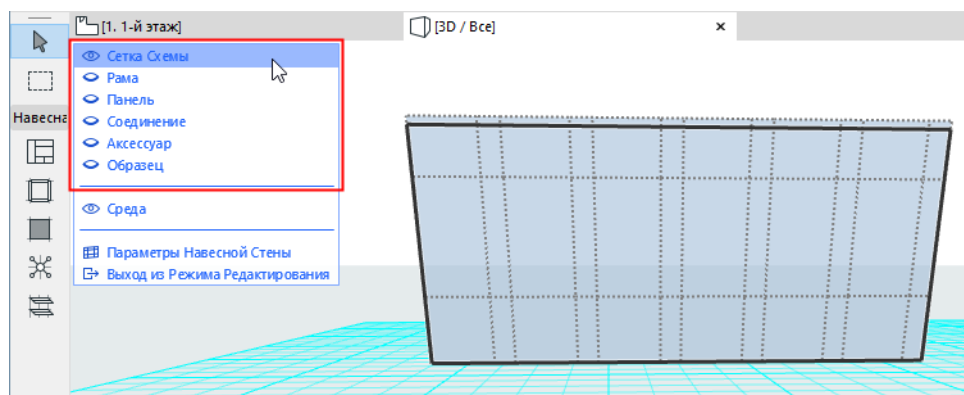 [1. 1-й этаж]
[3D / Все]
Сетка Схемы
Рама
Панель
Навесна
Соединение
Аксессуар
Образец
Среда
Параметры Навесной Стены
Выход из Режима Редактирования